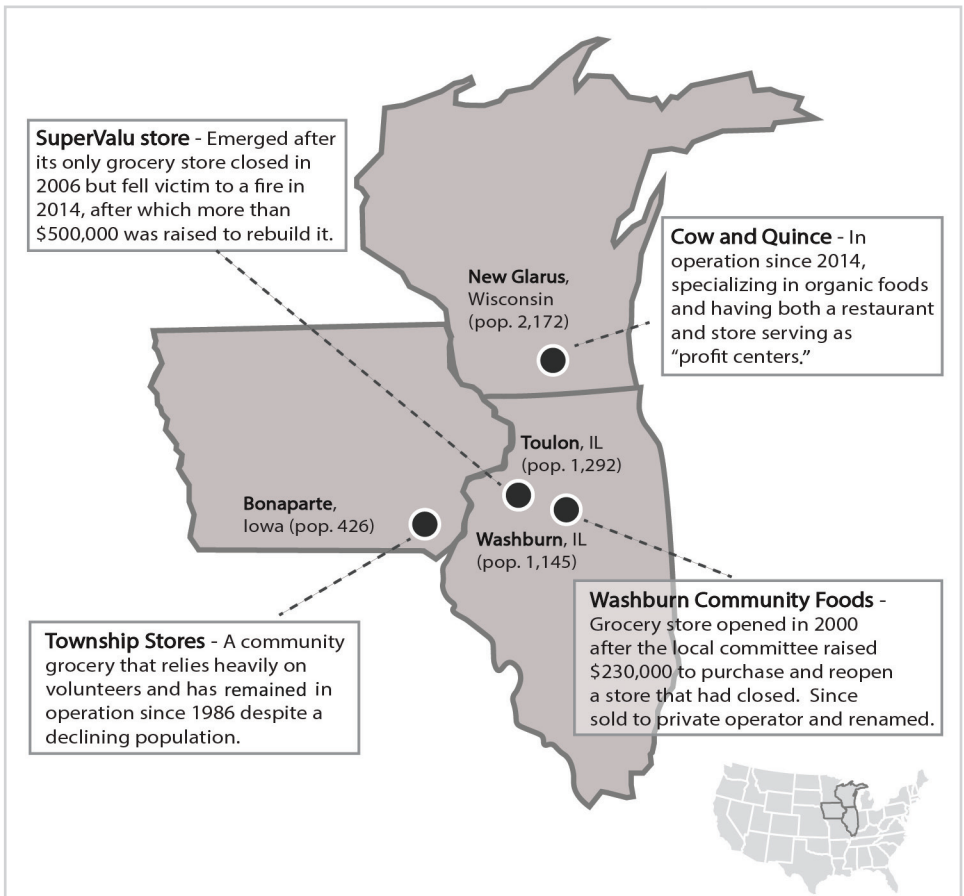 SuperValu store - Emerged after
its only grocery store closed in
2006 but fell victim to a fire in
2014, after which more than
$500,000 was raised to rebuild it.
Cow and Quince - In
operation since 2014,
specializing in organic foods
and having both a restaurant
and store serving as
“profit centers.”
New Glarus,
Wisconsin
(pop. 2,172)
Toulon, IL
(pop. 1,292)
Bonaparte,
Iowa (pop. 426)
Washburn, IL
(pop. 1,145)
Township Stores - A community
grocery that relies heavily on
volunteers and has remained in
operation since 1986 despite a
declining population.
Washburn Community Foods -
Grocery store opened in 2000
after the local committee raised
$230,000 to purchase and reopen
a store that had closed. Since
sold to private operator and renamed.